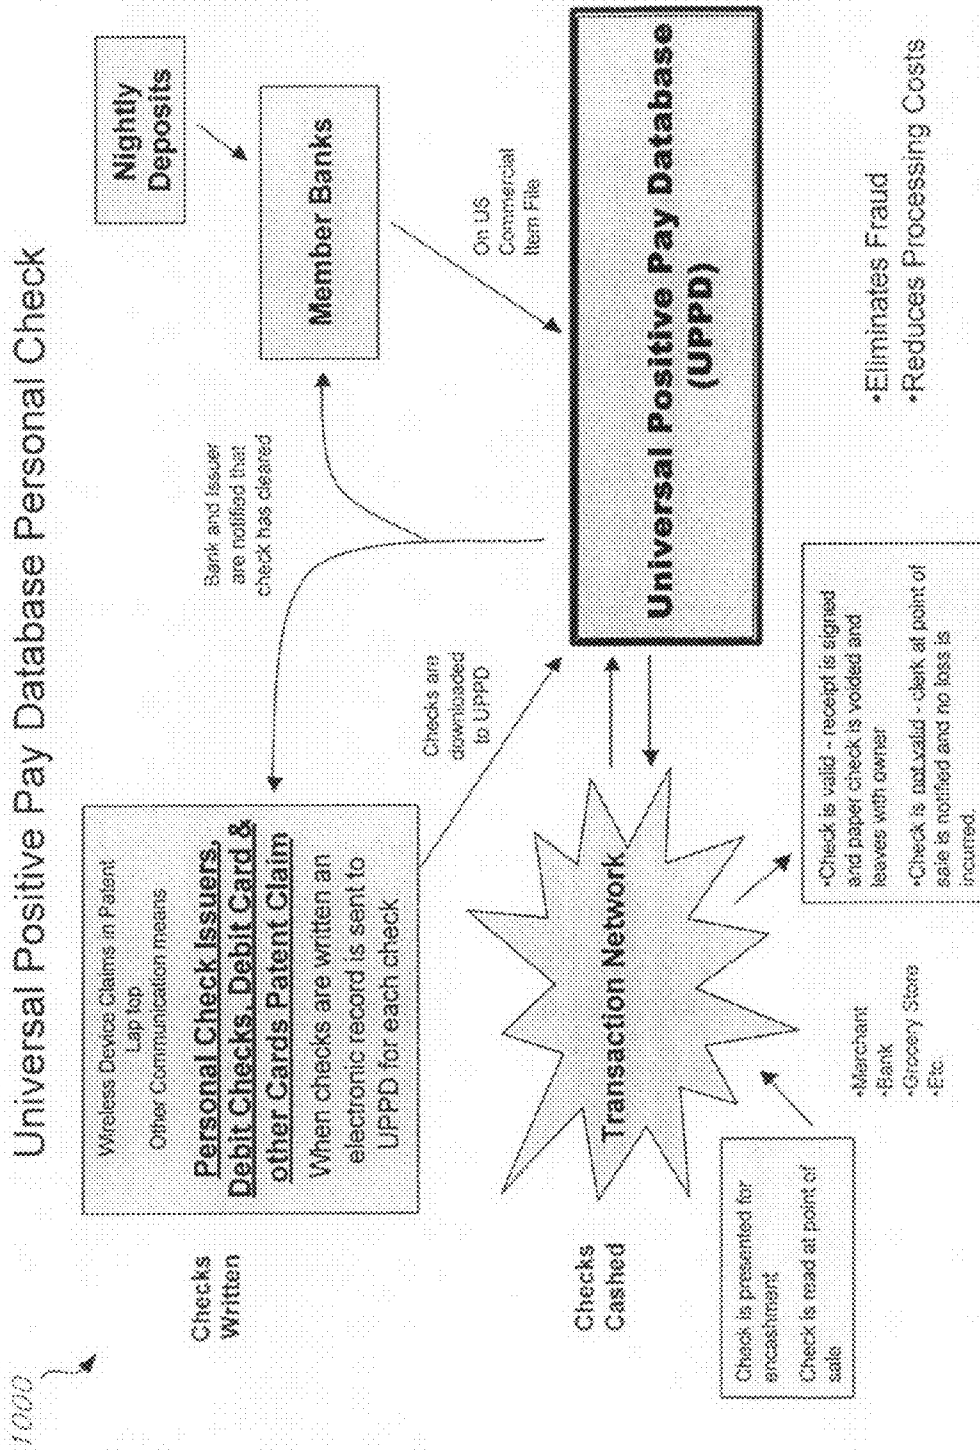 1000
Universal Positive Pay Database Personal Check
Checks
Written
Wireless Device Claims in Patent
Lap top
Other Communication means
Personal Check Issuers,
Debit Checks, Debit Card &
other Cards Patent Claim
When checks are written an
electronic record is sent to
UPPD for each check
Bank and issuer
are notified that
check has cleared
Nightly
Deposits
Member Banks
Checks are
downloaded
to UPPD
On US
Commercial
Item File
Checks
Cashed
Transaction Network
Universal Positive Pay Database
(UPPD)
Check is presented for
encashment
Check is read at point of
sale
•Merchant
•Bank
•Grocery Store
•Etc.
•Check is valid - receipt is signed
and paper check is voided and
leaves with owner
•Check is not valid - clerk at point of
sale is notified and no loss is
incurred.
•Eliminates Fraud
•Reduces Processing Costs